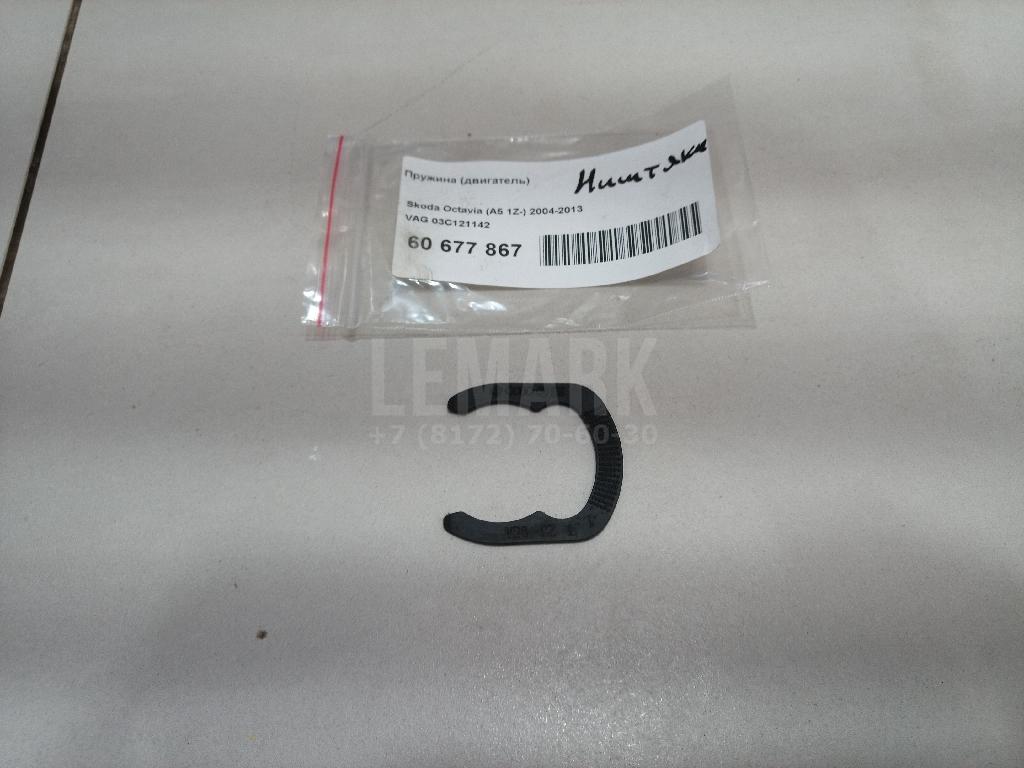 Пружина (двигатель)
Ништяки
Skoda Octavia (A5 1Z-) 2004-2013
VAG 03C121142
60 677 867
LEMARK
+7 (8172) 70-60-30